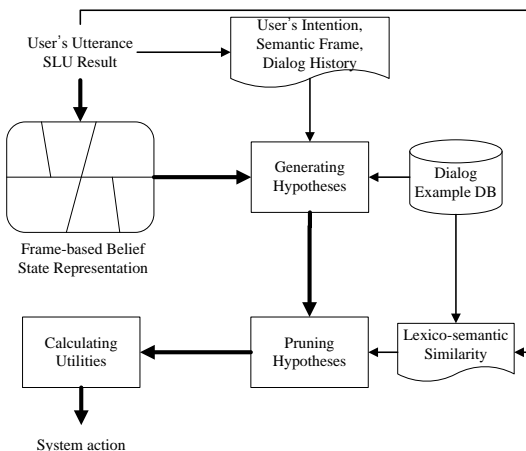 User’s Utterance
SLU Result
User’s Intention,
Semantic Frame,
Dialog History
Generating
Hypotheses
Dialog
Example DB
Frame-based Belief
State Representation
Calculating
Utilities
Pruning
Hypotheses
Lexico-semantic
Similarity
System action